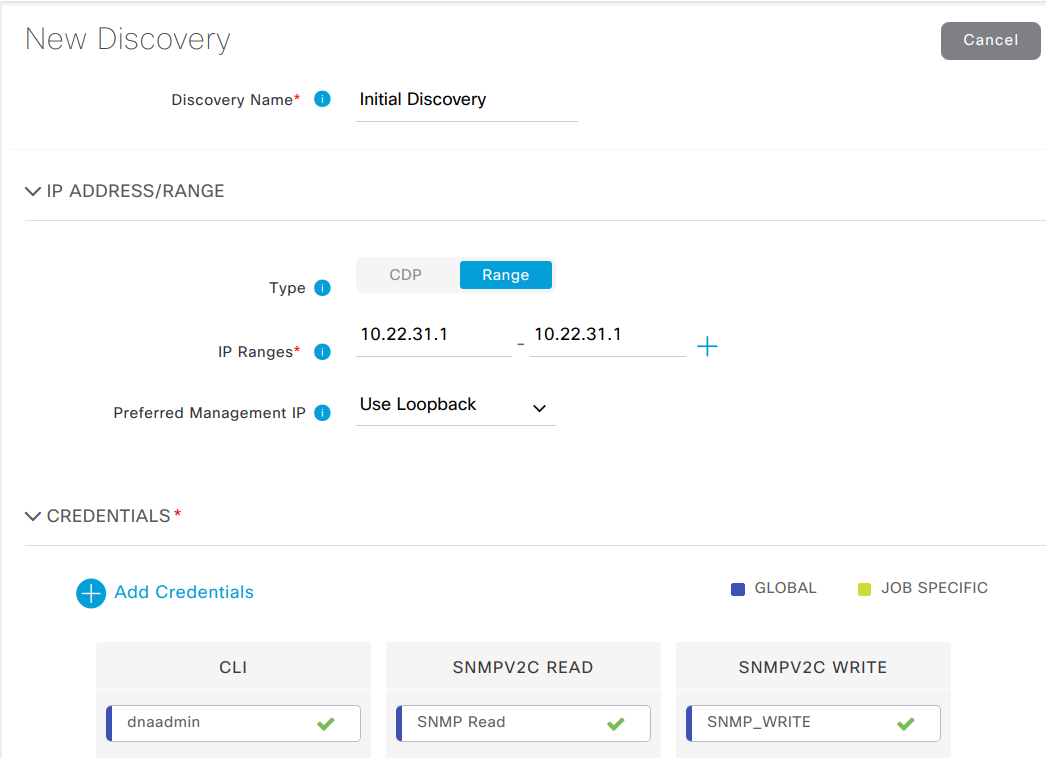 New Discovery
Cancel
Discovery Name* i Initial Discovery
IP ADDRESS/RANGE
Type i CDP Range
IP Ranges* i 10.22.31.1 - 10.22.31.1
Preferred Management IP i Use Loopback
CREDENTIALS*
Add Credentials GLOBAL JOB SPECIFIC
CLI SNMPV2C READ SNMPV2C WRITE
dnaadmin SNMP Read SNMP_WRITE